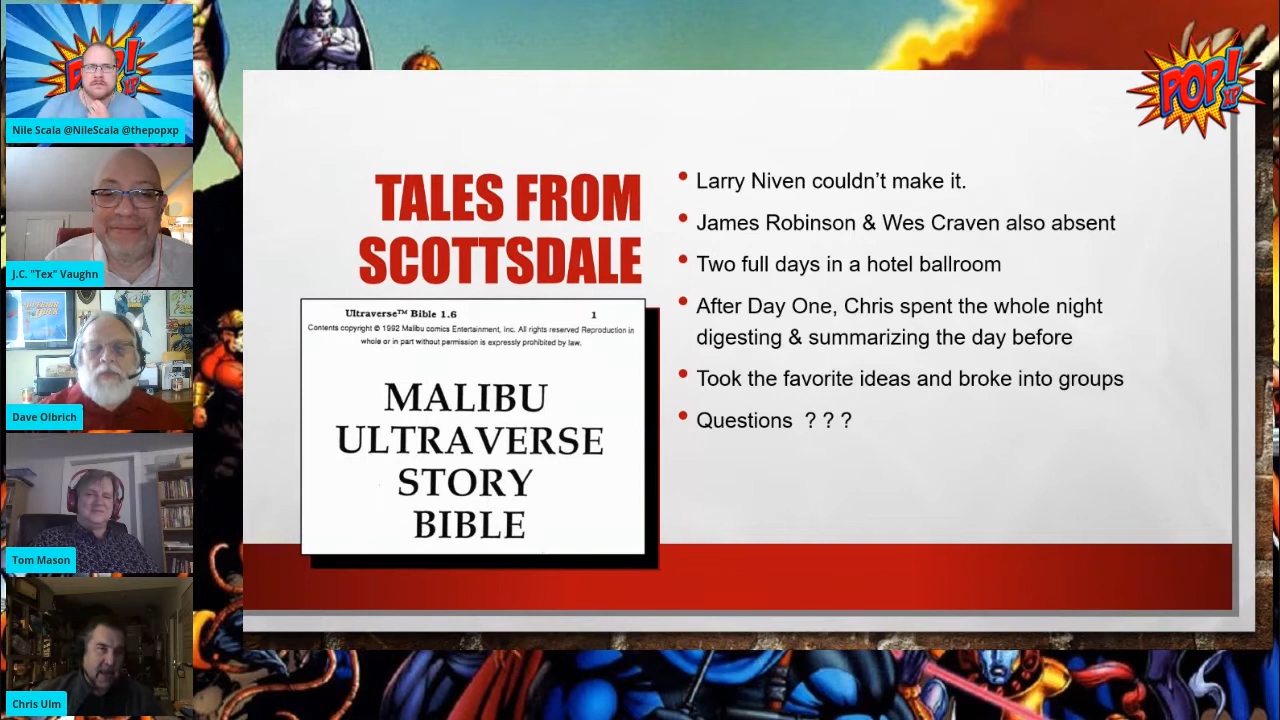 POP!
XP
Nile Scala @NileScala @thepopxp
J.C. "Tex" Vaughn
Dave Olbrich
Tom Mason
Chris Ulm
POP!
XP
TALES FROM
SCOTTSDALE
Ultraverse™ Bible 1.6 1
Contents copyright © 1992 Malibu comics Entertainment, Inc. All rights reserved Reproduction in
whole or in part without permission is expressly prohibited by law.
MALIBU
ULTRAVERSE
STORY
BIBLE
• Larry Niven couldn't make it.
• James Robinson & Wes Craven also absent
• Two full days in a hotel ballroom
• After Day One, Chris spent the whole night
digesting & summarizing the day before
• Took the favorite ideas and broke into groups
• Questions ? ? ?